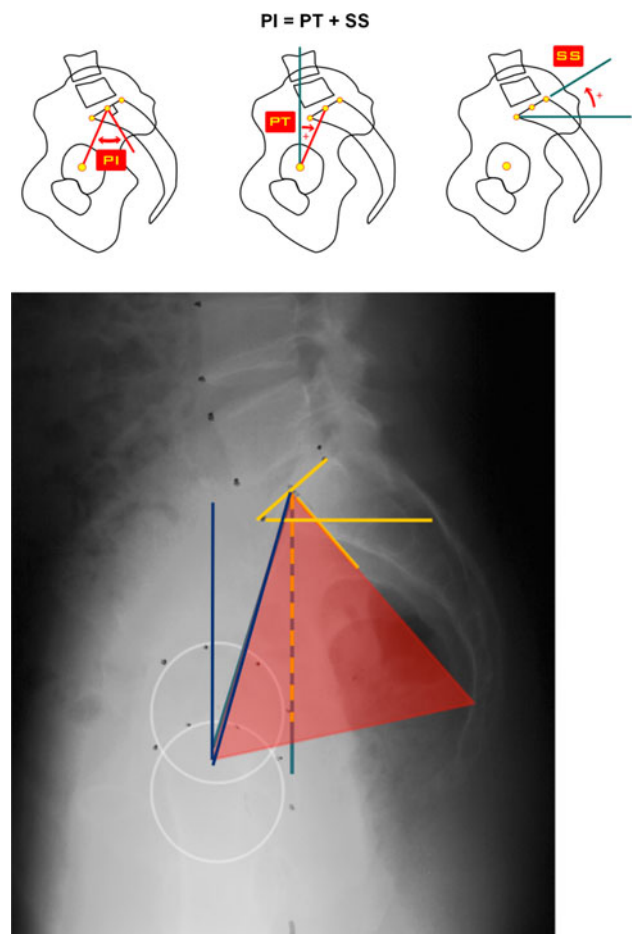 PI = PT + SS
PI
PT
+
SS
+